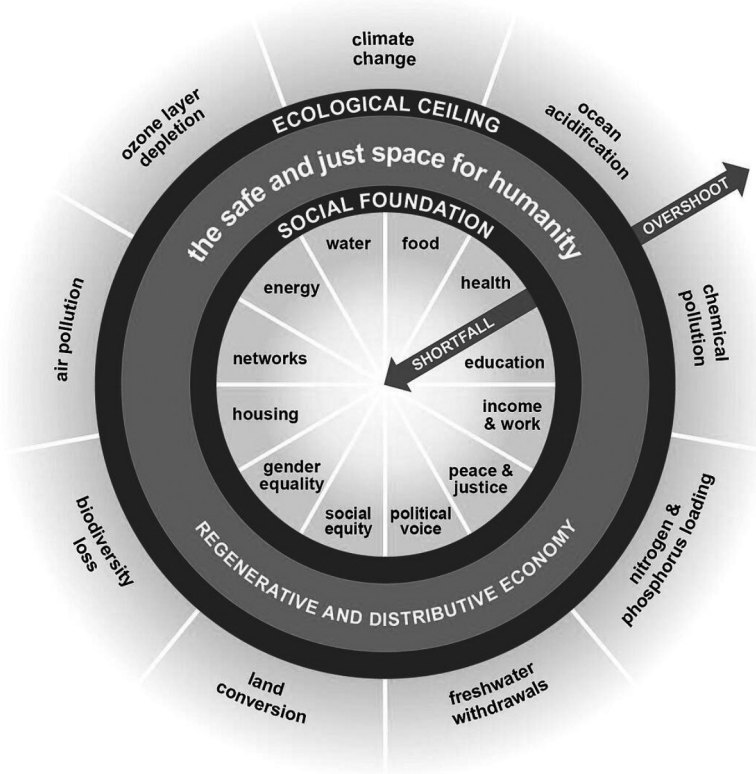 climate
change
ocean
acidification
OVERSHOOT
chemical
pollution
nitrogen &
phosphorus loading
freshwater
withdrawals
land
conversion
biodiversity
loss
air pollution
ozone layer
depletion
ECOLOGICAL CEILING
the safe and just space for humanity
SOCIAL FOUNDATION
water
food
health
SHORTFALL
education
income
& work
peace &
justice
political
voice
social
equity
gender
equality
housing
networks
energy
REGENERATIVE AND DISTRIBUTIVE ECONOMY